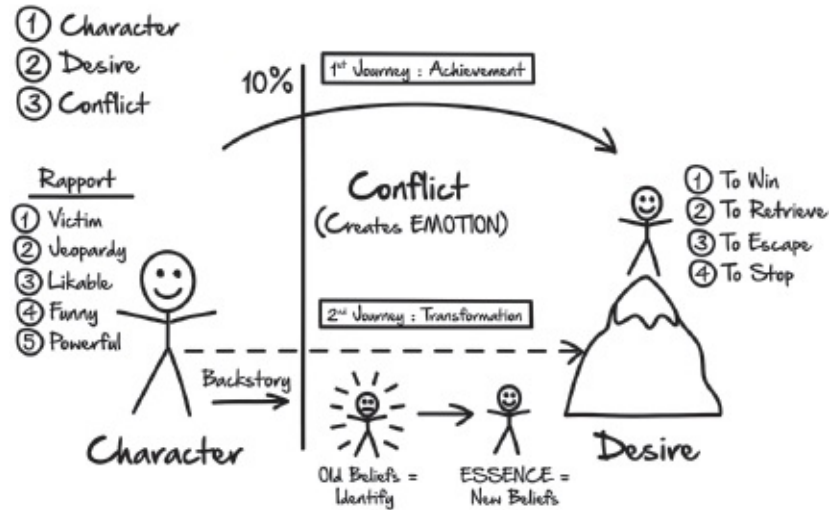 ① Character
② Desire
③ Conflict
10%
1st Journey : Achievement
Rapport
① Victim
② Jeopardy
③ Likable
④ Funny
⑤ Powerful
Conflict
(Creates EMOTION)
① To Win
② To Retrieve
③ To Escape
④ To Stop
2nd Journey : Transformation
Backstory
Character
Old Beliefs =
Identify
ESSENCE =
New Beliefs
Desire